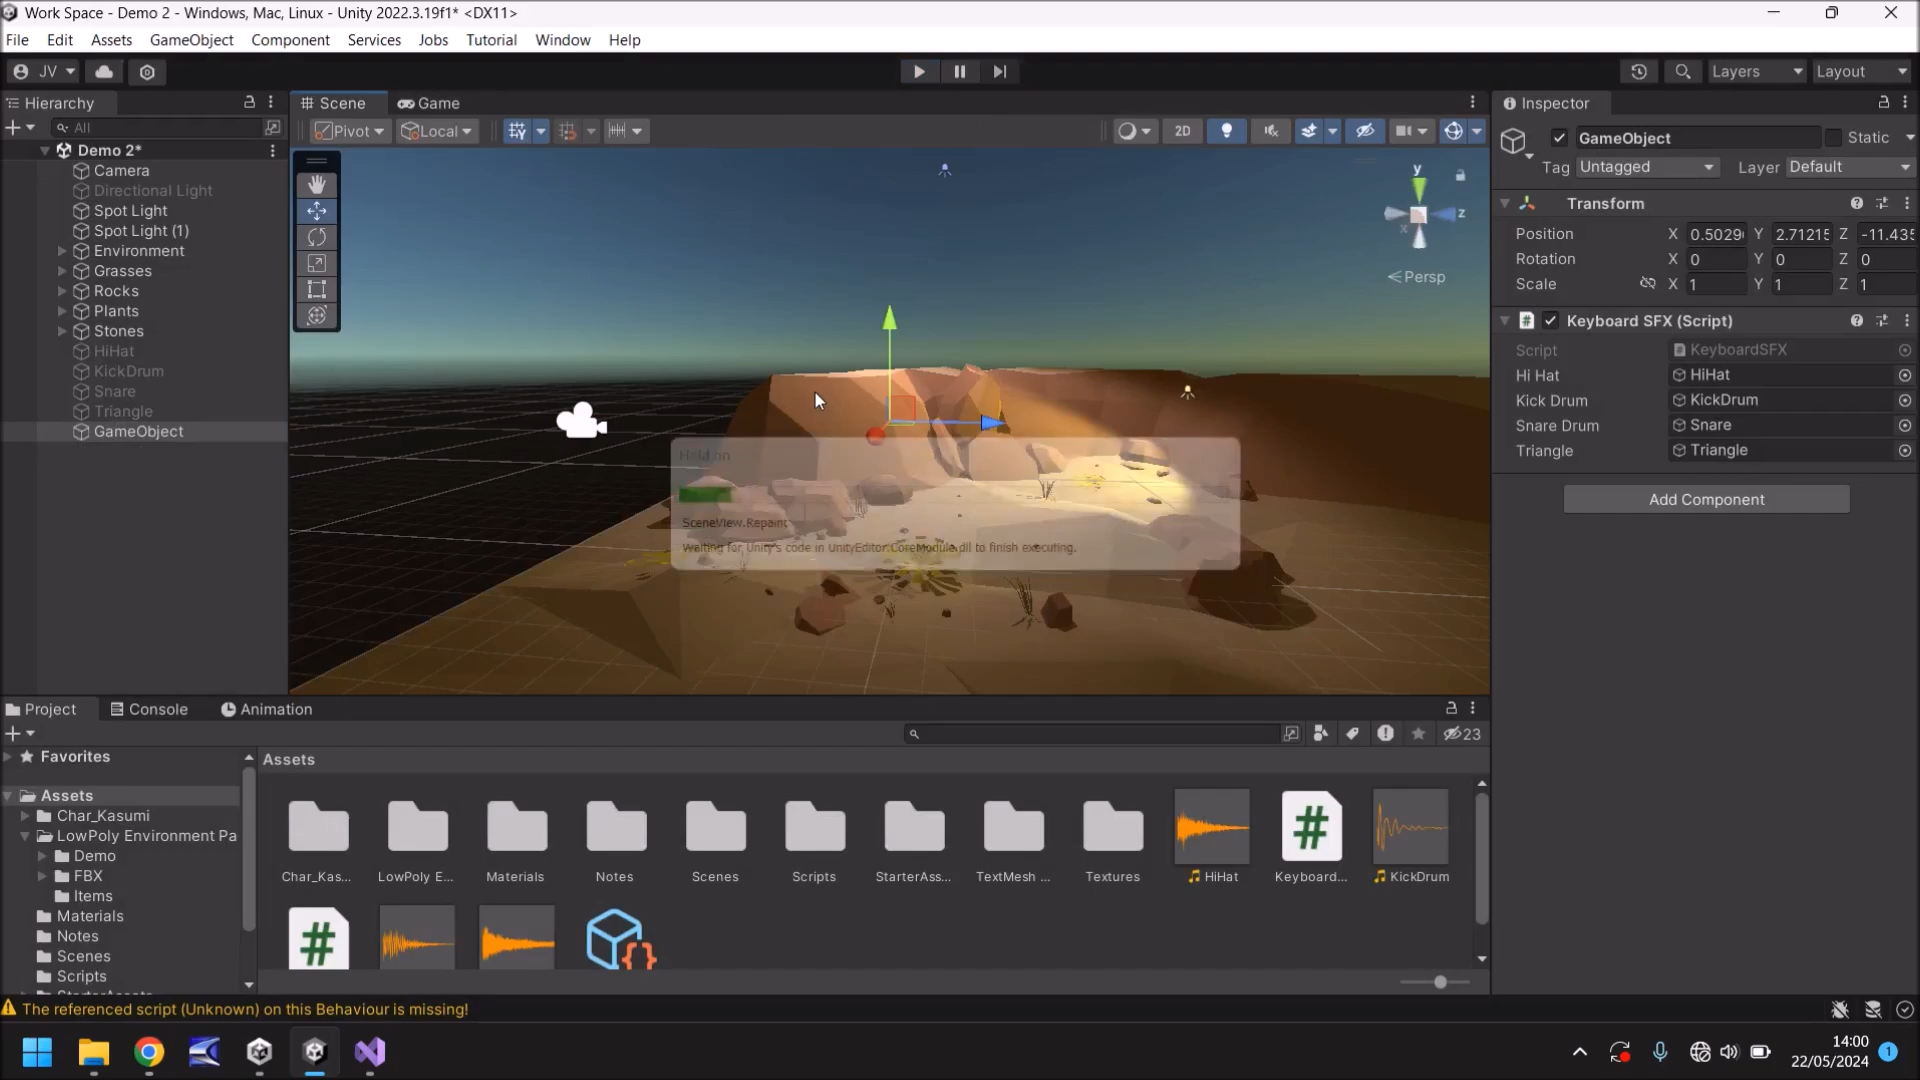 Work Space - Demo 2 - Windows, Mac, Linux - Unity 2022.3.19f1* <DX11>
File Edit Assets GameObject Component Services Jobs Tutorial Window Help
JV
Layers
Layout
Hierarchy
All
Demo 2*
Camera
Directional Light
Spot Light
Spot Light (1)
Environment
Grasses
Rocks
Plants
Stones
HiHat
KickDrum
Snare
Triangle
GameObject
Scene
Game
Pivot
Local
2D
y
z
x
Persp
Hold on
SceneView.Repaint
Waiting for Unity's code in UnityEditor.CoreModule.dll to finish executing.
Inspector
GameObject
Static
Tag Untagged Layer Default
Transform
Position X 0.5029 Y 2.71215 Z -11.435
Rotation X 0 Y 0 Z 0
Scale X 1 Y 1 Z 1
# Keyboard SFX (Script)
Script KeyboardSFX
Hi Hat HiHat
Kick Drum KickDrum
Snare Drum Snare
Triangle Triangle
Add Component
Project
Console
Animation
23
Favorites
Assets
Char_Kasumi
LowPoly Environment Pa
Demo
FBX
Items
Materials
Notes
Scenes
Scripts
Assets
Char_Kas...
LowPoly E...
Materials
Notes
Scenes
Scripts
StarterAss...
TextMesh ...
Textures
HiHat
Keyboard...
KickDrum
The referenced script (Unknown) on this Behaviour is missing!
14:00
22/05/2024
1